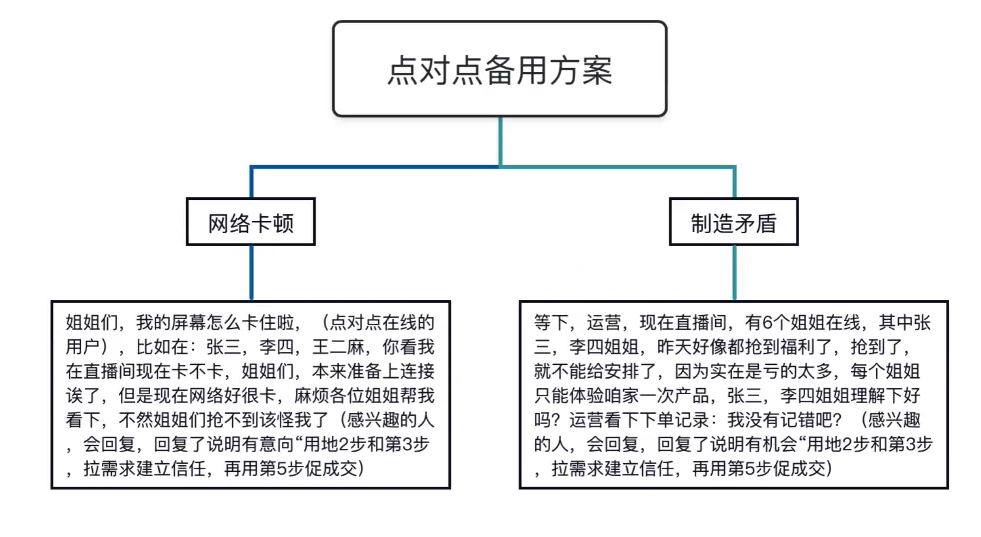 点对点备用方案
网络卡顿
制造矛盾
姐姐们，我的屏幕怎么卡住啦，（点对点在线的
用户），比如在：张三，李四，王二麻，你看我
在直播间现在卡不卡，姐姐们，本来准备上连接
诶了，但是现在网络好很卡，麻烦各位姐姐帮我
看下，不然姐姐们抢不到该怪我了（感兴趣的人
，会回复，回复了说明有意向“用地2步和第3步
，拉需求建立信任，再用第5步促成交）
等下，运营，现在直播间，有6个姐姐在线，其中张
三，李四姐姐，昨天好像都抢到福利了，抢到了，
就不能给安排了，因为实在是亏的太多，每个姐姐
只能体验咱家一次产品，张三，李四姐姐理解下好
吗？运营看下下单记录：我没有记错吧？（感兴趣
的人，会回复，回复了说明有机会“用地2步和第3步
，拉需求建立信任，再用第5步促成交）